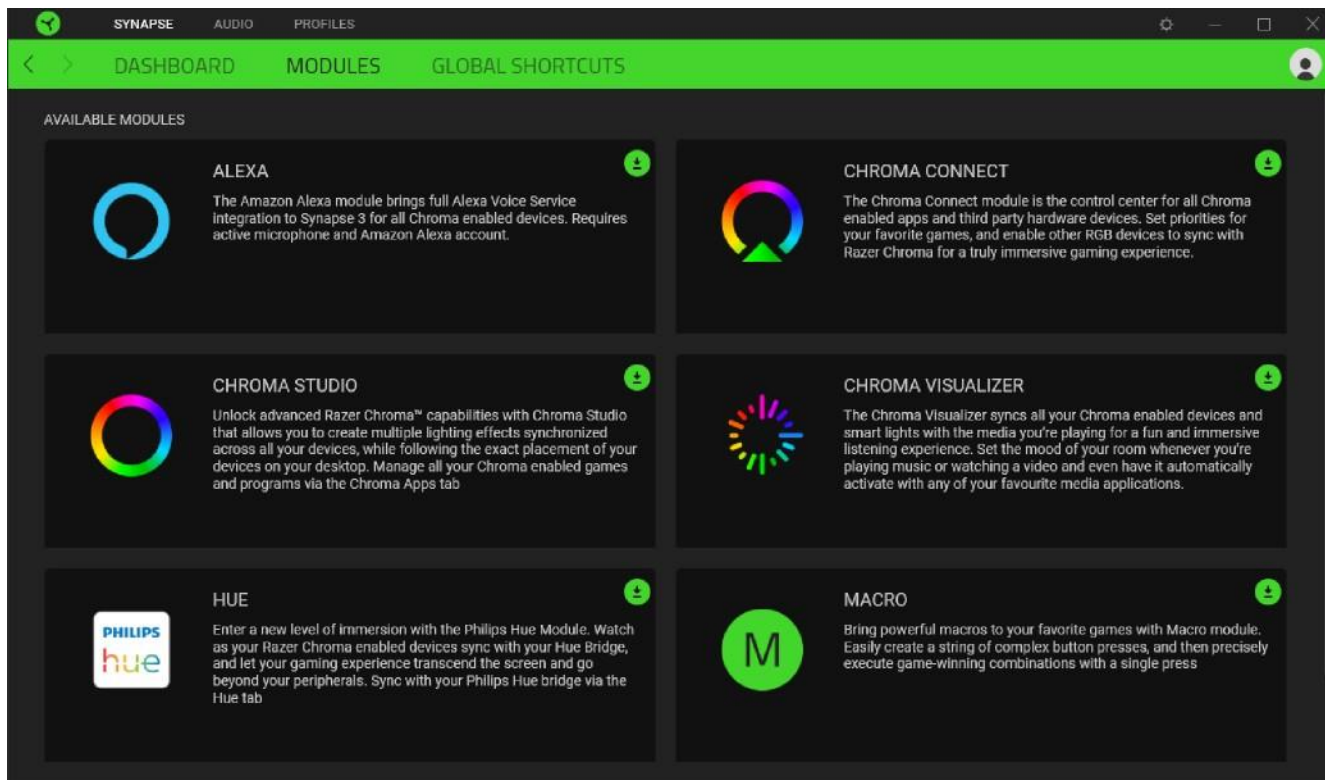 SYNAPSE AUDIO PROFILES
DASHBOARD MODULES GLOBAL SHORTCUTS
AVAILABLE MODULES
ALEXA
The Amazon Alexa module brings full Alexa Voice Service
integration to Synapse 3 for all Chroma enabled devices. Requires
active microphone and Amazon Alexa account.
CHROMA CONNECT
The Chroma Connect module is the control center for all Chroma
enabled apps and third party hardware devices. Set priorities for
your favorite games, and enable other RGB devices to sync with
Razer Chroma for a truly immersive gaming experience.
CHROMA STUDIO
Unlock advanced Razer Chroma™ capabilities with Chroma Studio
that allows you to create multiple lighting effects synchronized
across all your devices, while following the exact placement of your
devices on your desktop. Manage all your Chroma enabled games
and programs via the Chroma Apps tab
CHROMA VISUALIZER
The Chroma Visualizer syncs all your Chroma enabled devices and
smart lights with the media you're playing for a fun and immersive
listening experience. Set the mood of your room whenever you're
playing music or watching a video and even have it automatically
activate with any of your favourite media applications.
PHILIPS
hue
HUE
Enter a new level of immersion with the Philips Hue Module. Watch
as your Razer Chroma enabled devices sync with your Hue Bridge,
and let your gaming experience transcend the screen and go
beyond your peripherals. Sync with your Philips Hue bridge via the
Hue tab
M
MACRO
Bring powerful macros to your favorite games with Macro module.
Easily create a string of complex button presses, and then precisely
execute game-winning combinations with a single press